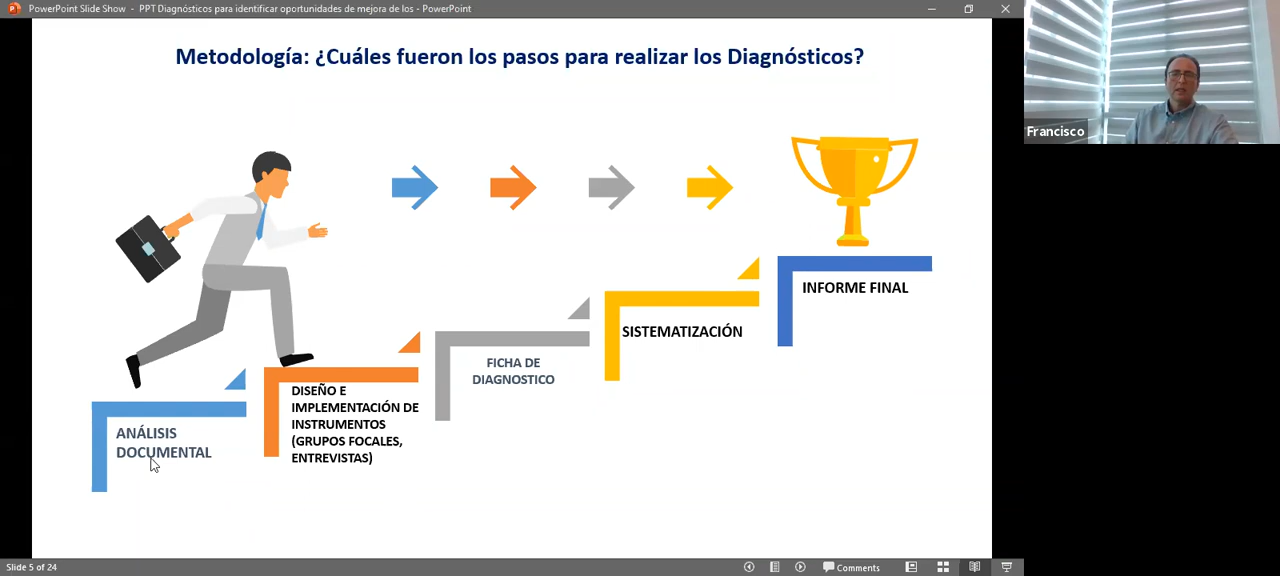 PowerPoint Slide Show - PPT Diagnósticos para identificar oportunidades de mejora de los - PowerPoint
Metodología: ¿Cuáles fueron los pasos para realizar los Diagnósticos?
Francisco
INFORME FINAL
SISTEMATIZACIÓN
FICHA DE
DIAGNOSTICO
DISEÑO E
IMPLEMENTACIÓN DE
INSTRUMENTOS
(GRUPOS FOCALES,
ENTREVISTAS)
ANÁLISIS
DOCUMENTAL
Slide 5 of 24
Comments